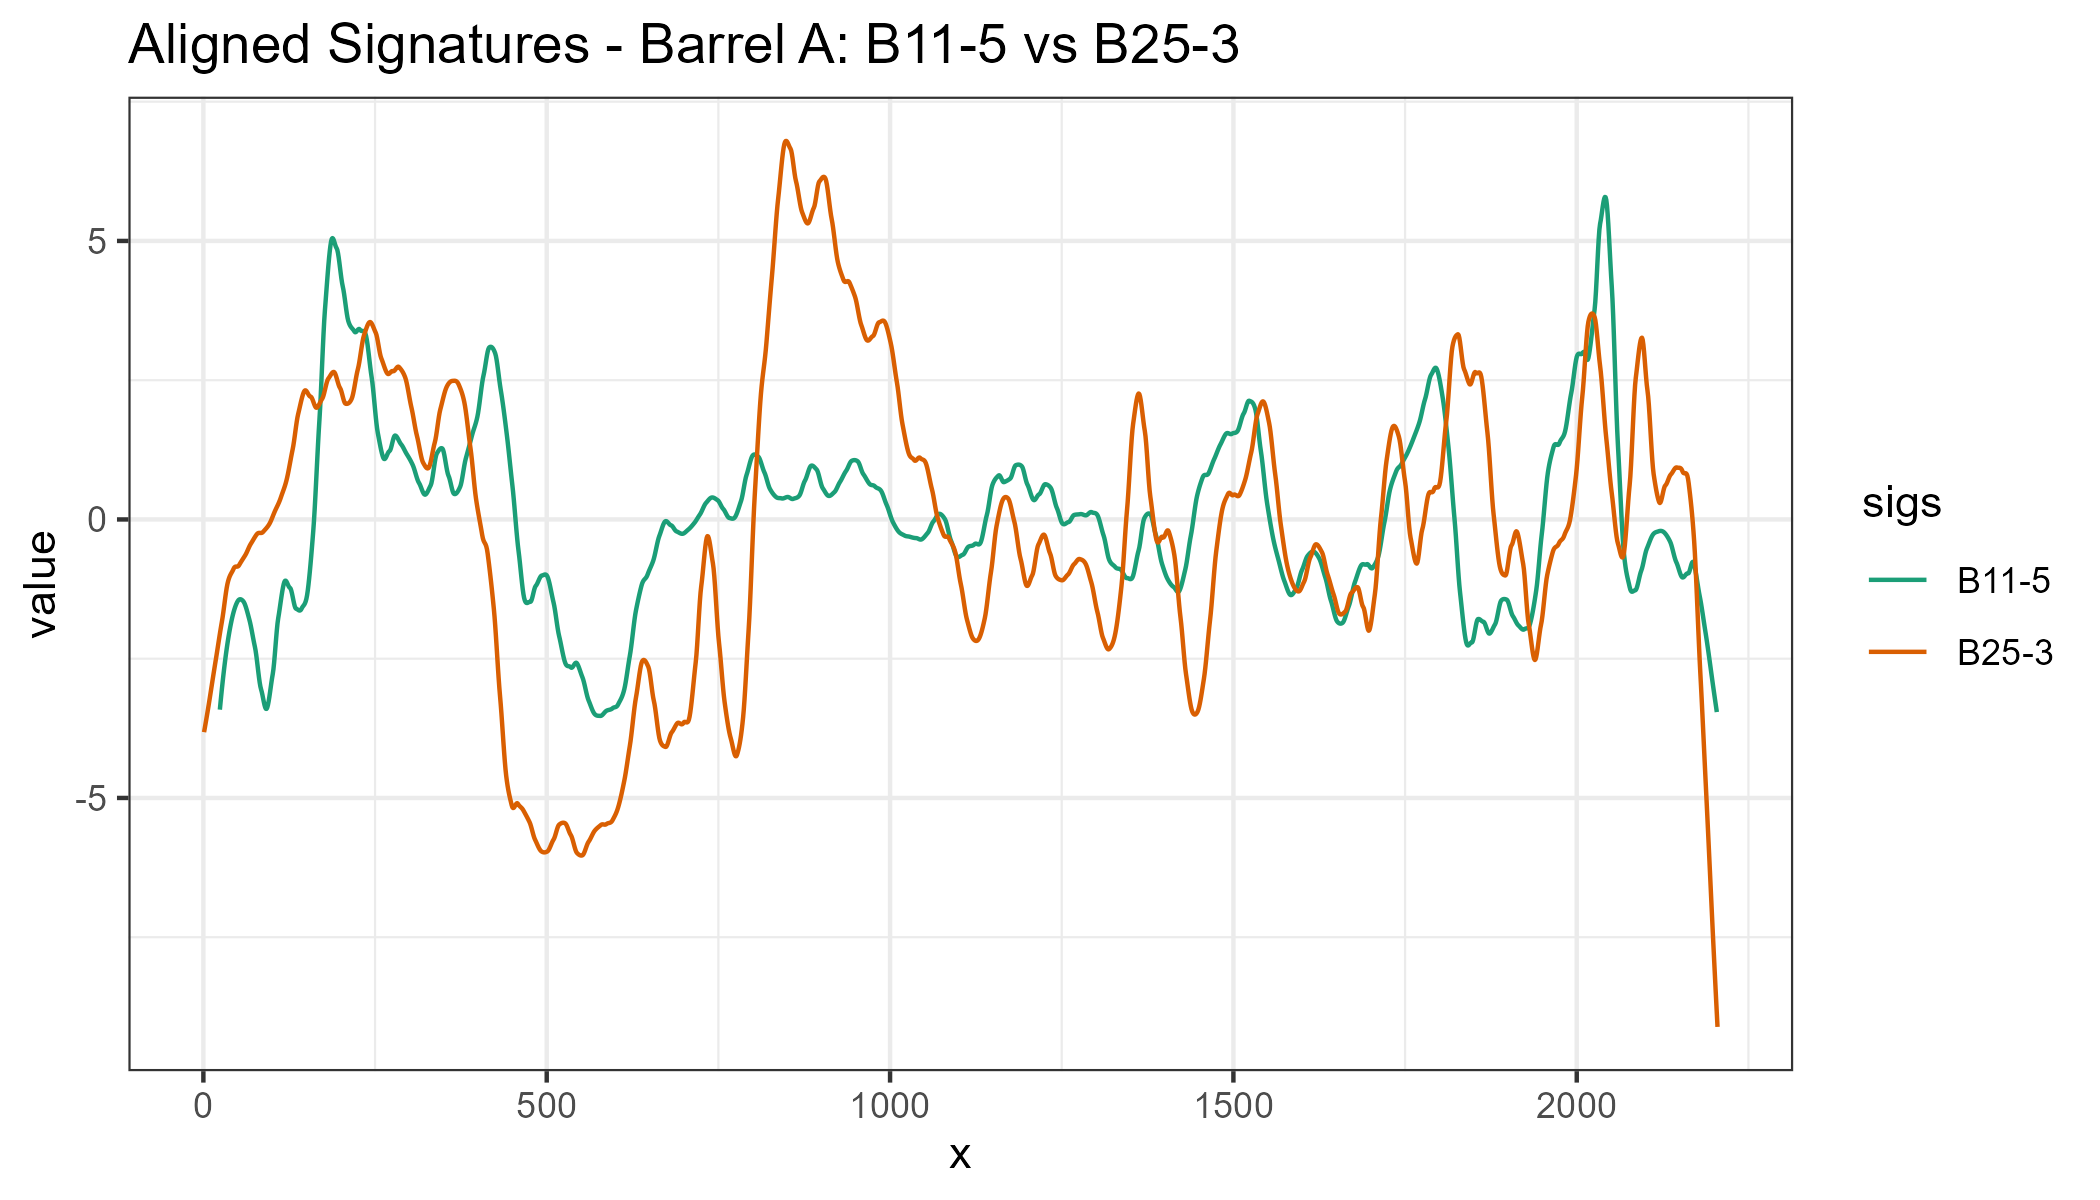 Aligned Signatures - Barrel A: B11-5 vs B25-3
value
5
0
-5
0 500 1000 1500 2000
x
sigs
B11-5
B25-3